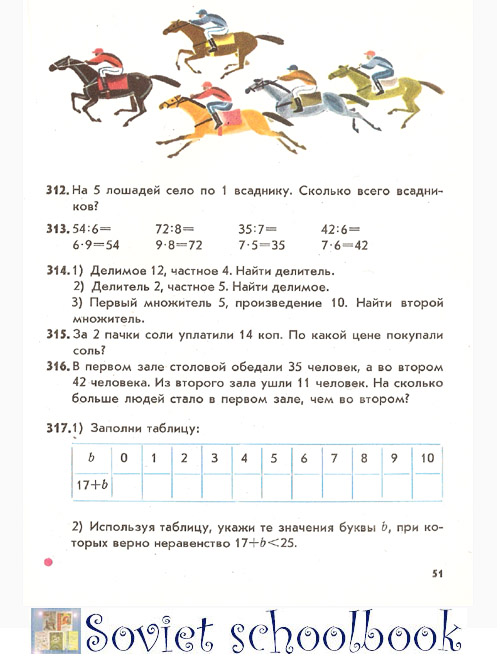 312. На 5 лошадей село по 1 всаднику. Сколько всего всадни-
ков?
313. 54:6= 72:8= 35:7= 42:6=
6·9=54 9·8=72 7·5=35 7·6=42
314. 1) Делимое 12, частное 4. Найти делитель.
2) Делитель 2, частное 5. Найти делимое.
3) Первый множитель 5, произведение 10. Найти второй
множитель.
315. За 2 пачки соли уплатили 14 коп. По какой цене покупали
соль?
316. В первом зале столовой обедали 35 человек, а во втором
42 человека. Из второго зала ушли 11 человек. На сколько
больше людей стало в первом зале, чем во втором?
317. 1) Заполни таблицу:
b 0 1 2 3 4 5 6 7 8 9 10
17+b
2) Используя таблицу, укажи те значения буквы b, при ко-
торых верно неравенство 17+b<25.
51
Soviet schoolbook